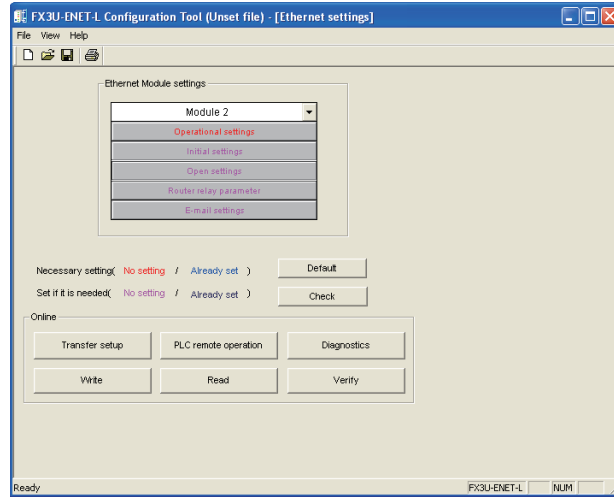 FX3U-ENET-L Configuration Tool (Unset file) - [Ethernet settings]
File View Help
Ethernet Module settings
Module 2
Operational settings
Initial settings
Open settings
Router relay parameter
E-mail settings
Necessary setting( No setting / Already set ) Default
Set if it is needed( No setting / Already set ) Check
Online
Transfer setup PLC remote operation Diagnostics
Write Read Verify
Ready FX3U-ENET-L NUM